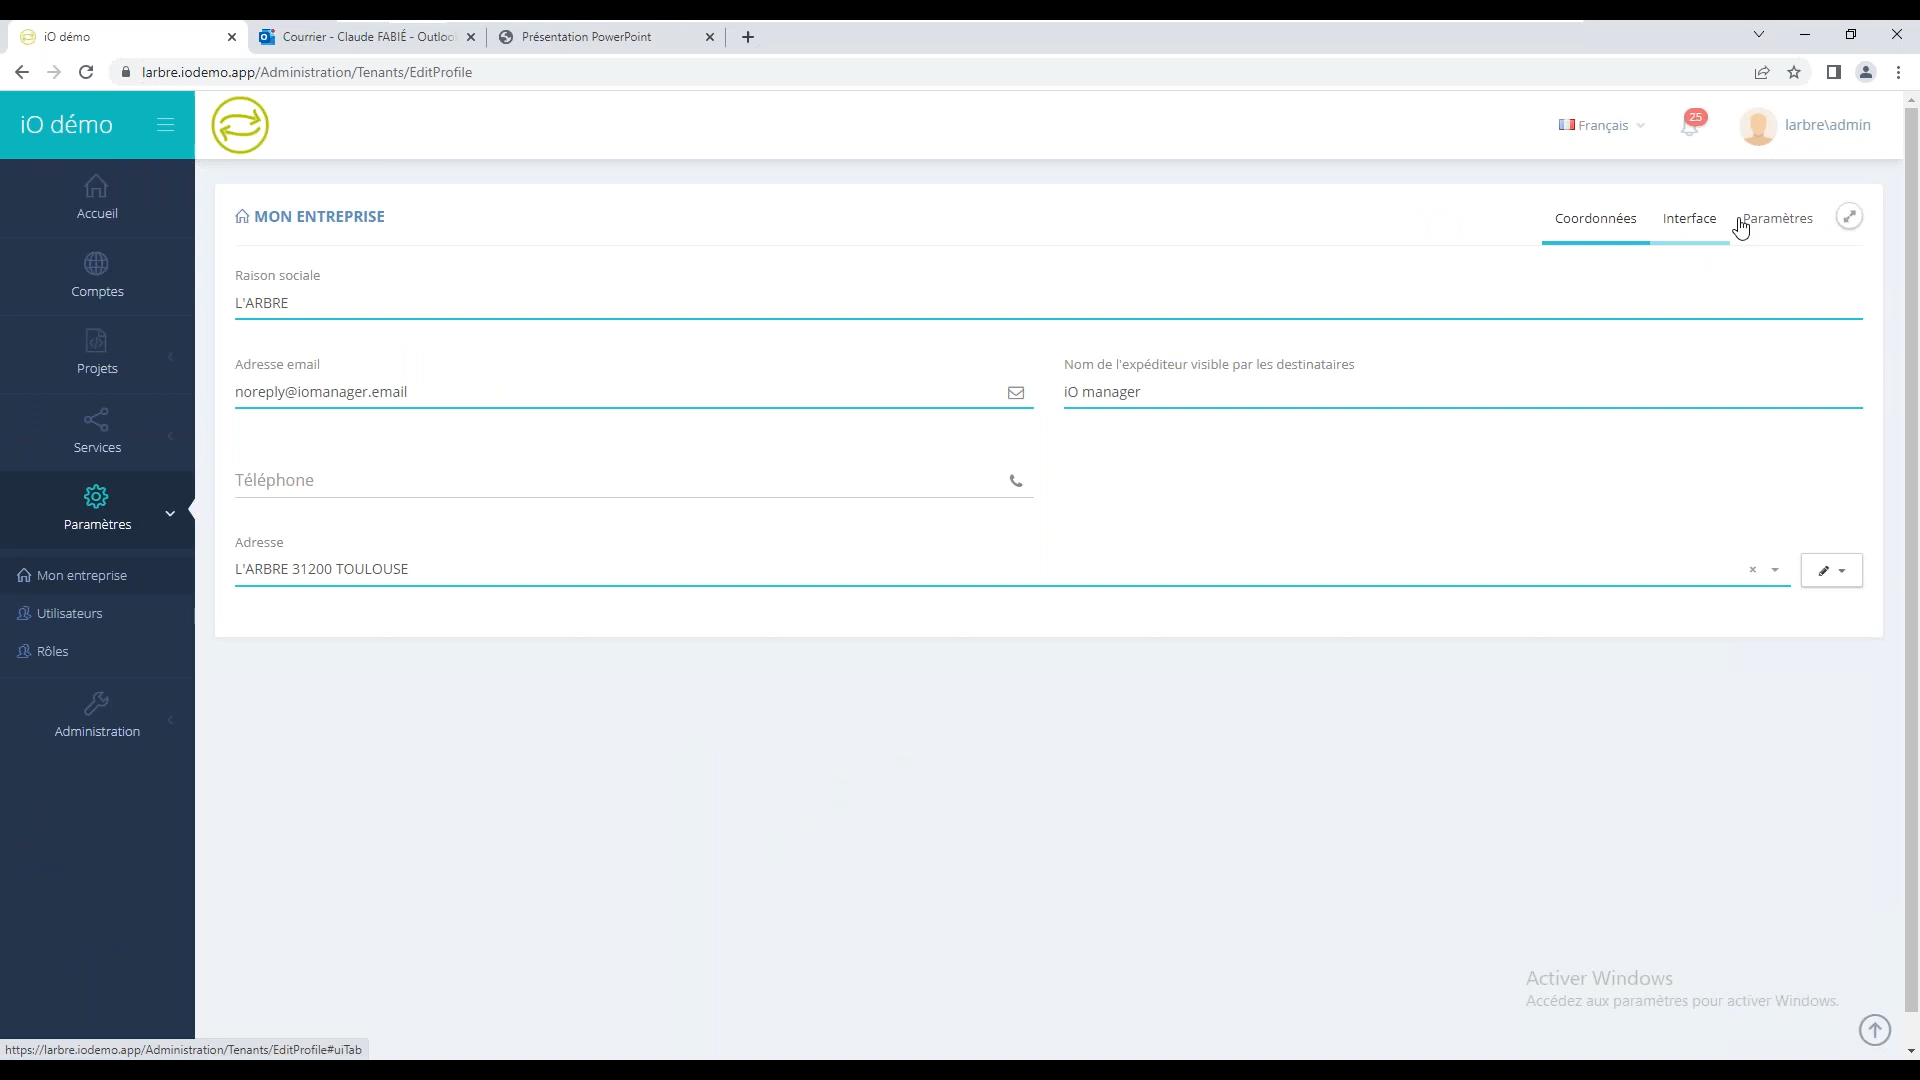 iO démo
Courrier - Claude FABIÉ - Outlo
Présentation PowerPoint
larbre.iodemo.app/Administration/Tenants/EditProfile
iO démo
Français
25
larbre\admin
Accueil
Comptes
Projets
Services
Paramètres
Mon entreprise
Utilisateurs
Rôles
Administration
MON ENTREPRISE
Coordonnées
Interface
Paramètres
Raison sociale
L'ARBRE
Adresse email
noreply@iomanager.email
Nom de l'expéditeur visible par les destinataires
iO manager
Téléphone
Adresse
L'ARBRE 31200 TOULOUSE
Activer Windows
Accédez aux paramètres pour activer Windows.
https://larbre.iodemo.app/Administration/Tenants/EditProfile#uiTab